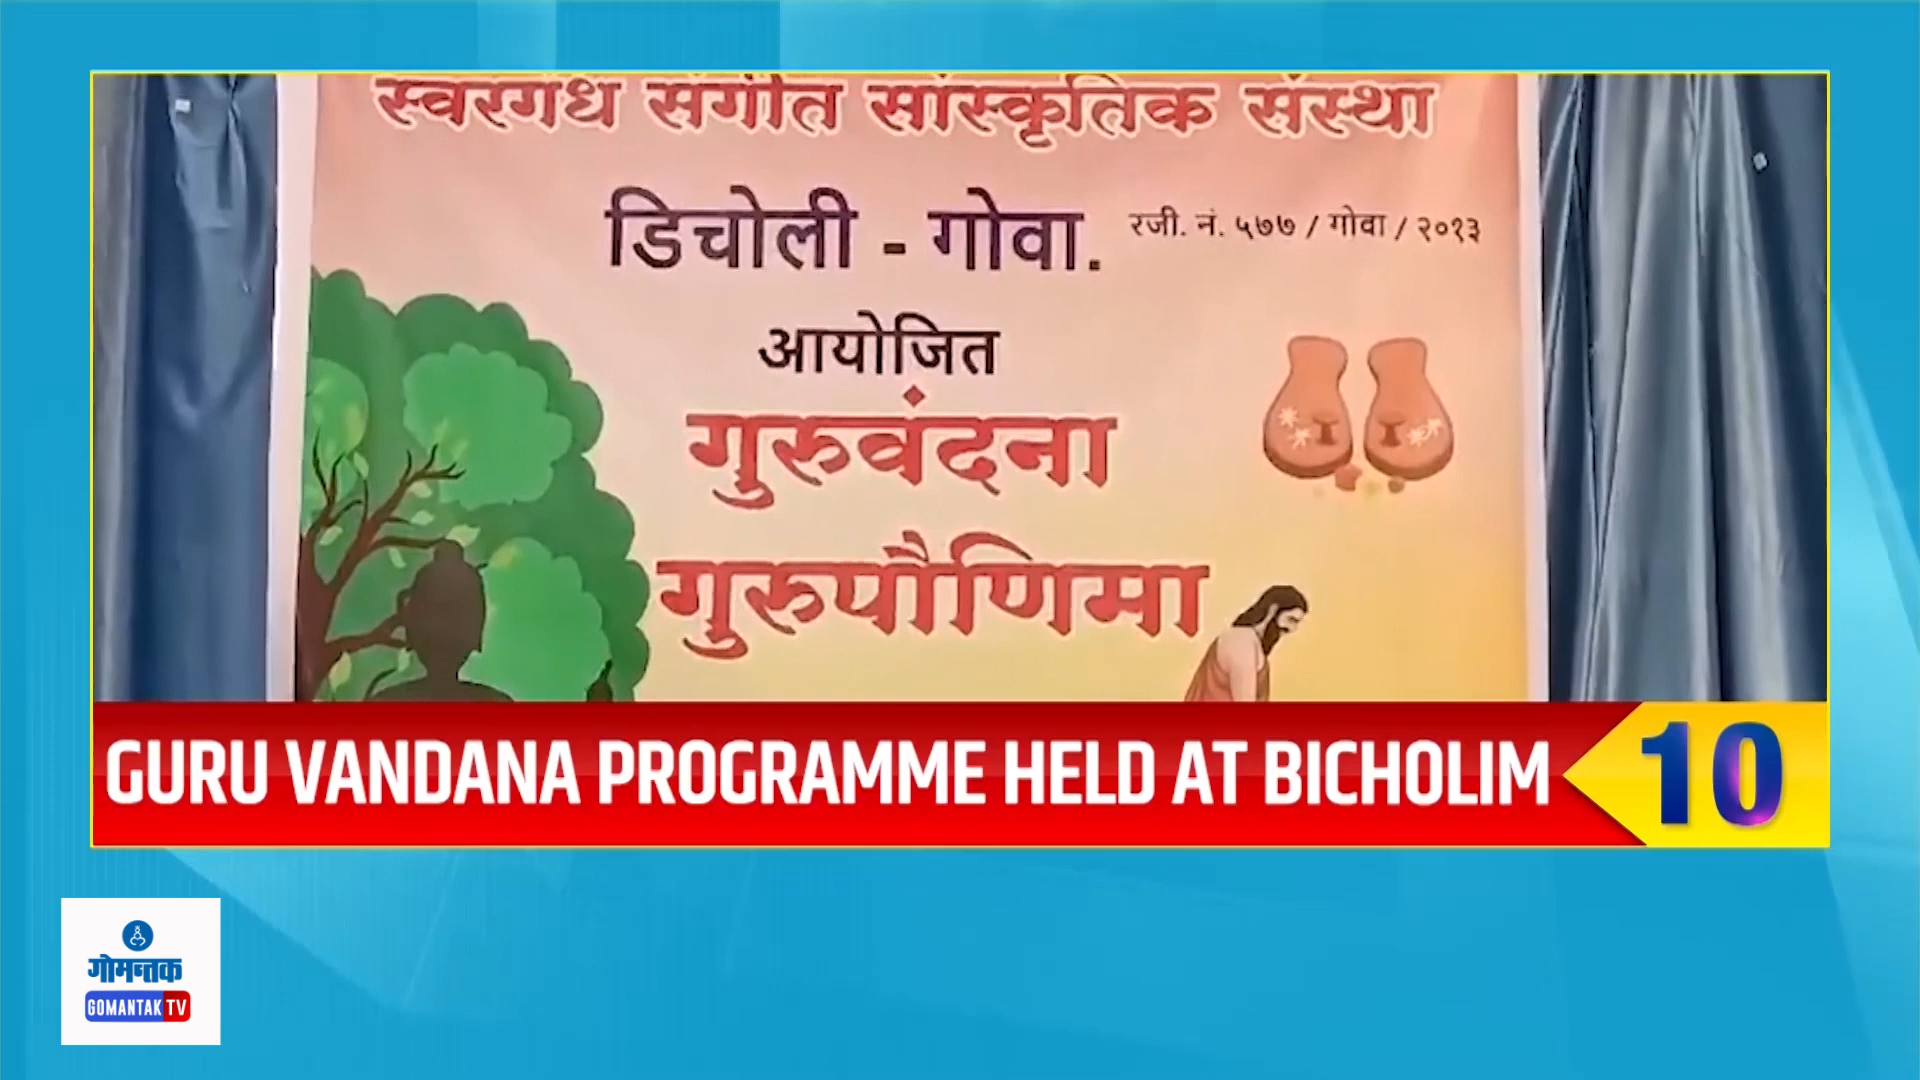 स्वरगंध संगीत सांस्कृतिक संस्था
डिचोली - गोवा. रजी. नं. ५७७ / गोवा / २०१३
आयोजित
गुरुवंदना
गुरुपौणिमा
GURU VANDANA PROGRAMME HELD AT BICHOLIM 10
गोमन्तक
GOMANTAK TV